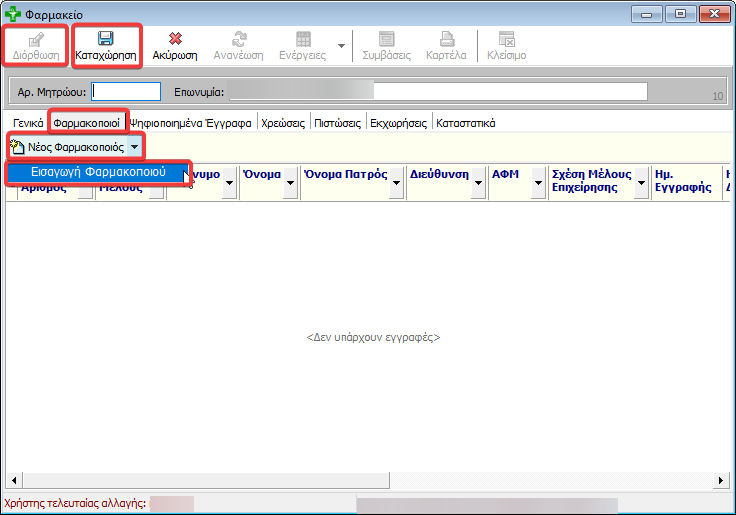 Φαρμακείο
Διόρθωση Καταχώρηση Ακύρωση Ανανέωση Ενέργειες Συμβάσεις Καρτέλα Κλείσιμο
Αρ. Μητρώου: Επωνυμία: 10
Γενικά Φαρμακοποιοί Ψηφιοποιημένα Έγγραφα Χρεώσεις Πιστώσεις Εκχωρήσεις Καταστατικά
Νέος Φαρμακοποιός
Εισαγωγή Φαρμακοποιού
νυμο Όνομα Όνομα Πατρός Διεύθυνση ΑΦΜ Σχέση Μέλους Ημ.
Αριθμός Μέλους Επιχείρησης Εγγραφής
<Δεν υπάρχουν εγγραφές>
Χρήστης τελευταίας αλλαγής: